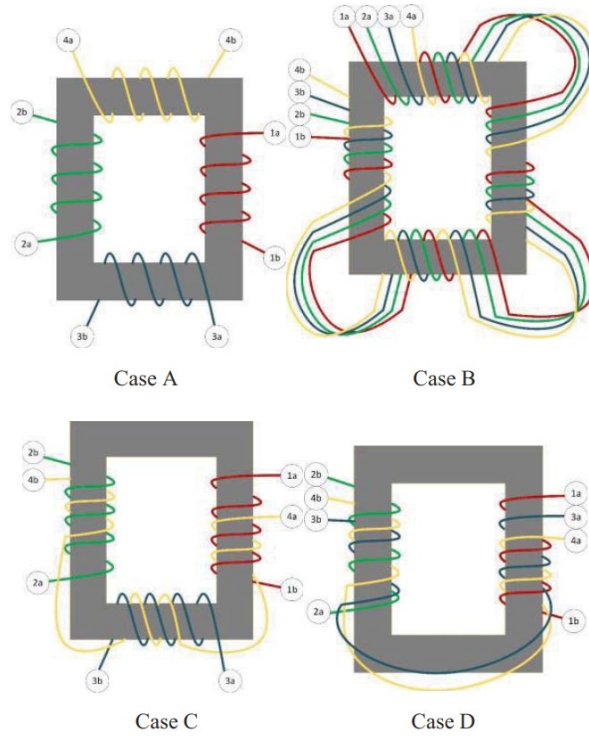 4a 4b
2b
1a
2a
1b
3b 3a
Case A
1a 2a 3a 4a
4b
3b
2b
1b
Case B
2b
4b
1a
4a
2a
1b
3b 3a
Case C
2b
4b
3b
1a
3a
4a
2a
1b
Case D